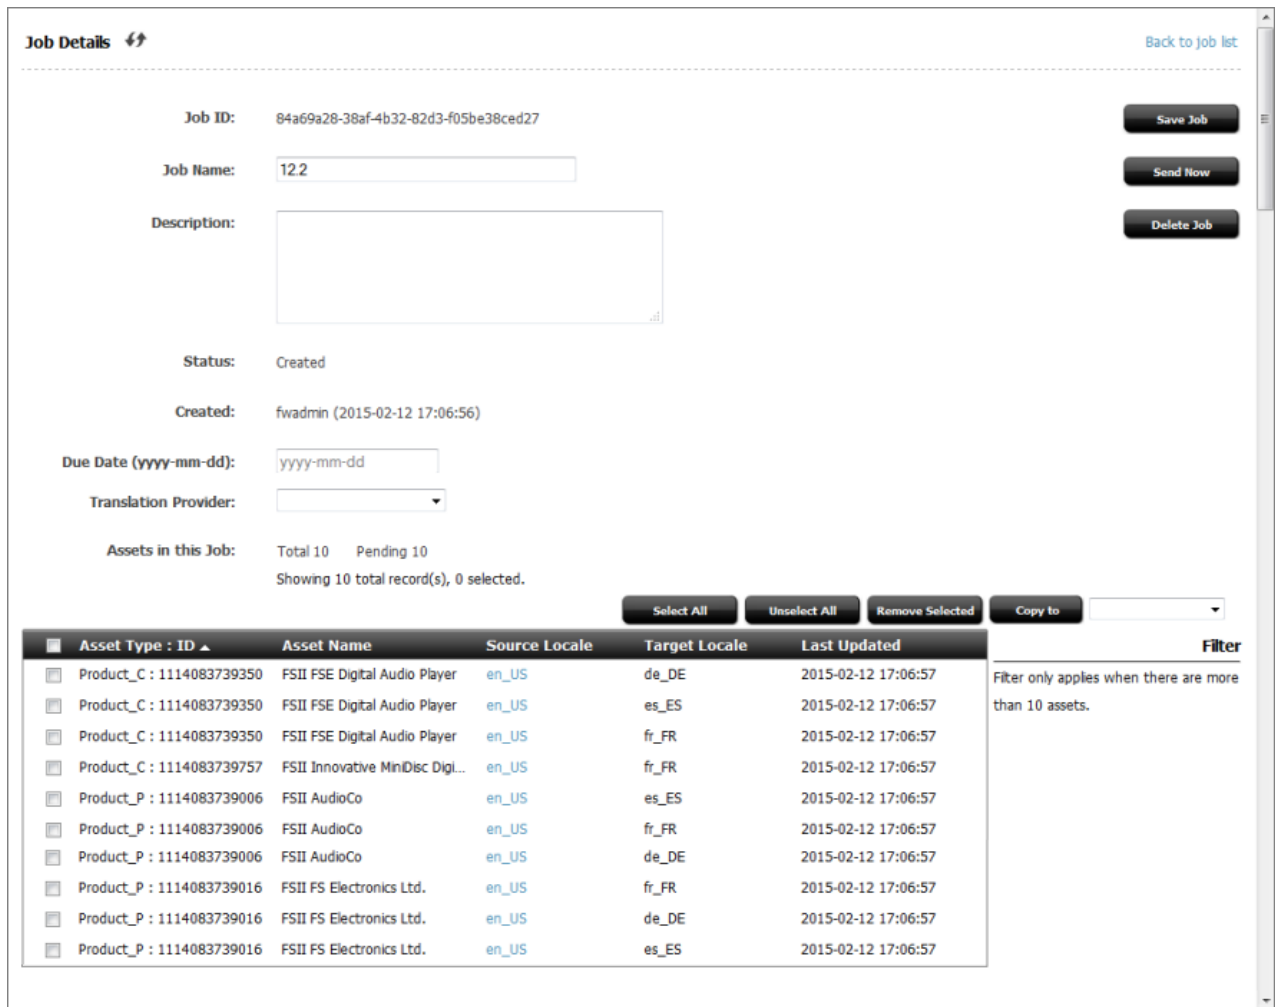 Job Details
Back to job list
Job ID: 84a69a28-38af-4b32-82d3-f05be38ced27
Save Job
Job Name: 12.2
Send Now
Description:
Delete Job
Status: Created
Created: fwadmin (2015-02-12 17:06:56)
Due Date (yyyy-mm-dd): yyyy-mm-dd
Translation Provider:
Assets in this Job: Total 10 Pending 10
Showing 10 total record(s), 0 selected.
Select All Unselect All Remove Selected Copy to
Asset Type : ID Asset Name Source Locale Target Locale Last Updated
Product_C : 1114083739350 FSII FSE Digital Audio Player en_US de_DE 2015-02-12 17:06:57
Product_C : 1114083739350 FSII FSE Digital Audio Player en_US es_ES 2015-02-12 17:06:57
Product_C : 1114083739350 FSII FSE Digital Audio Player en_US fr_FR 2015-02-12 17:06:57
Product_C : 1114083739757 FSII Innovative MiniDisc Digi... en_US fr_FR 2015-02-12 17:06:57
Product_P : 1114083739006 FSII AudioCo en_US es_ES 2015-02-12 17:06:57
Product_P : 1114083739006 FSII AudioCo en_US fr_FR 2015-02-12 17:06:57
Product_P : 1114083739006 FSII AudioCo en_US de_DE 2015-02-12 17:06:57
Product_P : 1114083739016 FSII FS Electronics Ltd. en_US fr_FR 2015-02-12 17:06:57
Product_P : 1114083739016 FSII FS Electronics Ltd. en_US de_DE 2015-02-12 17:06:57
Product_P : 1114083739016 FSII FS Electronics Ltd. en_US es_ES 2015-02-12 17:06:57
Filter
Filter only applies when there are more
than 10 assets.